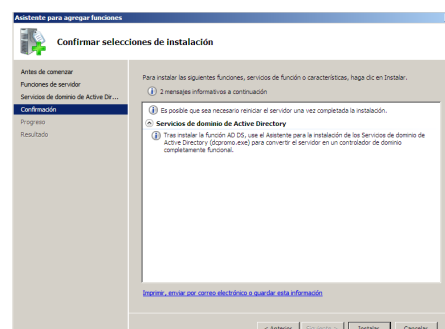 Asistente para agregar funciones
Confirmar selecciones de instalación
Antes de comenzar
Funciones de servidor
Servicios de dominio de Active Dir...
Confirmación
Progreso
Resultado
Para instalar las siguientes funciones, servicios de función o características, haga clic en Instalar.
2 mensajes informativos a continuación
Es posible que sea necesario reiniciar el servidor una vez completada la instalación.
Servicios de dominio de Active Directory
Tras instalar la función AD DS, use el Asistente para la instalación de los Servicios de dominio de
Active Directory (dcpromo.exe) para convertir el servidor en un controlador de dominio
completamente funcional.
Imprimir, enviar por correo electrónico o guardar esta información
< Anterior
Siguiente >
Instalar
Cancelar